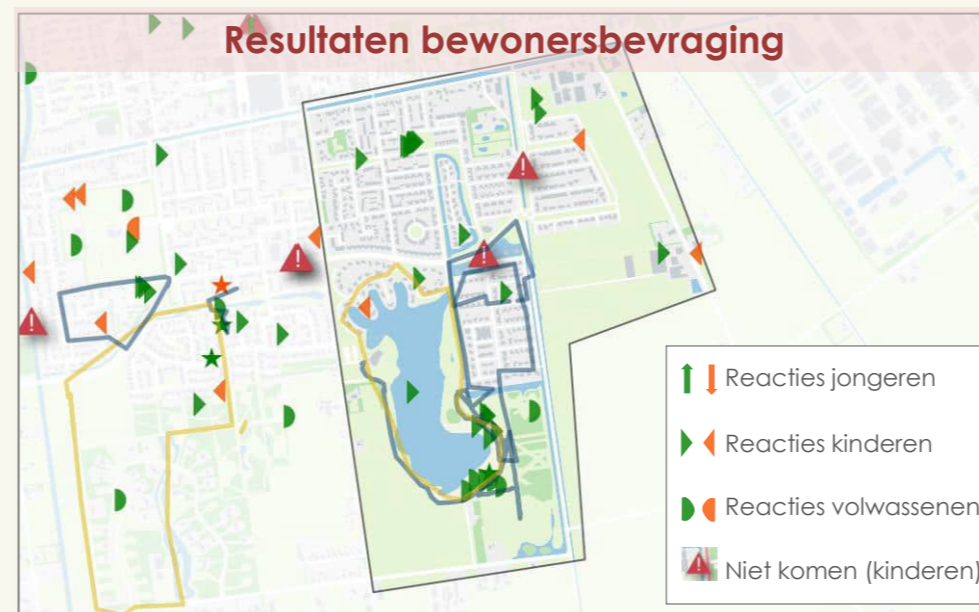 Resultaten bewonersbevraging
Reacties jongeren
Reacties kinderen
Reacties volwassenen
Niet komen (kinderen)